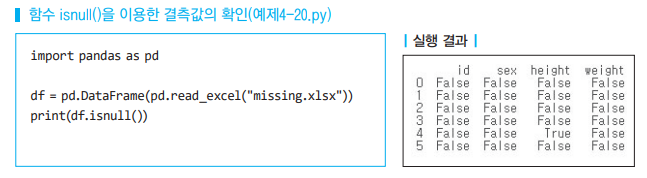 함수 isnull()을 이용한 결측값의 확인(예제4-20.py)
import pandas as pd
df = pd.DataFrame(pd.read_excel("missing.xlsx"))
print(df.isnull())
| 실행 결과 |
id sex height weight
0 False False False False
1 False False False False
2 False False False False
3 False False False False
4 False False True False
5 False False False False